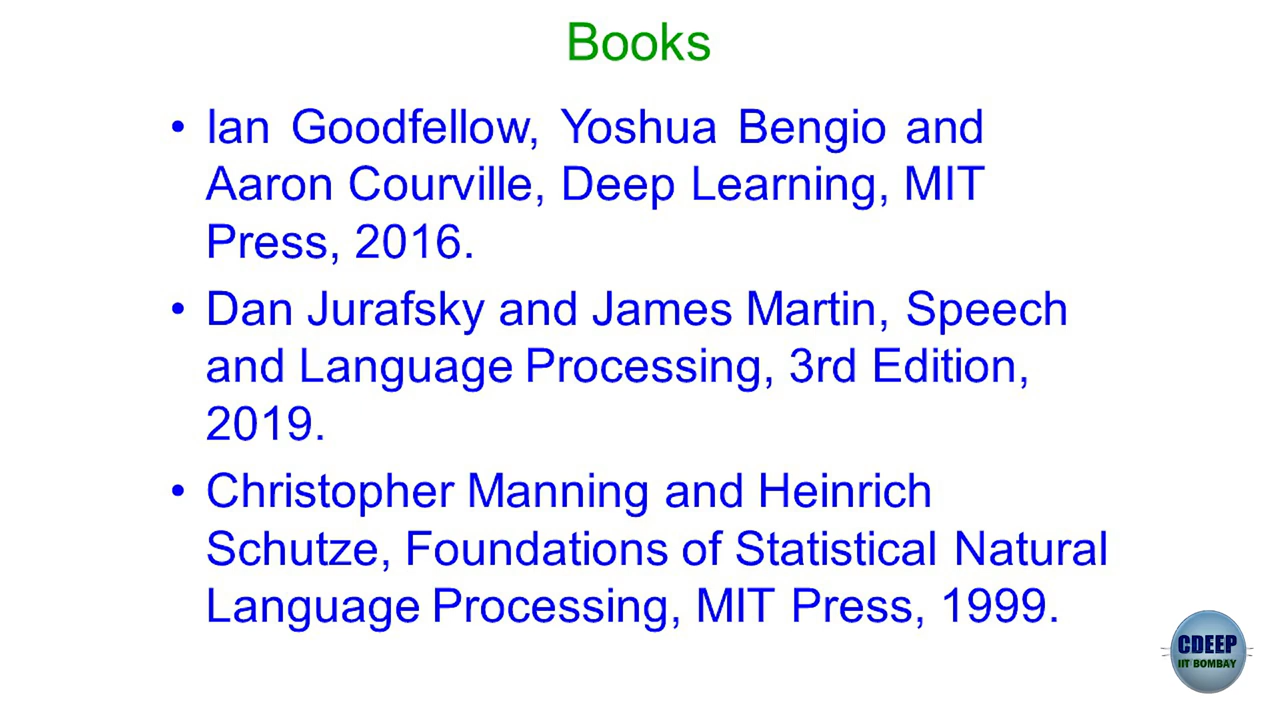 Books
• Ian Goodfellow, Yoshua Bengio and
Aaron Courville, Deep Learning, MIT
Press, 2016.
• Dan Jurafsky and James Martin, Speech
and Language Processing, 3rd Edition,
2019.
• Christopher Manning and Heinrich
Schutze, Foundations of Statistical Natural
Language Processing, MIT Press, 1999.
CDEEP
IIT BOMBAY